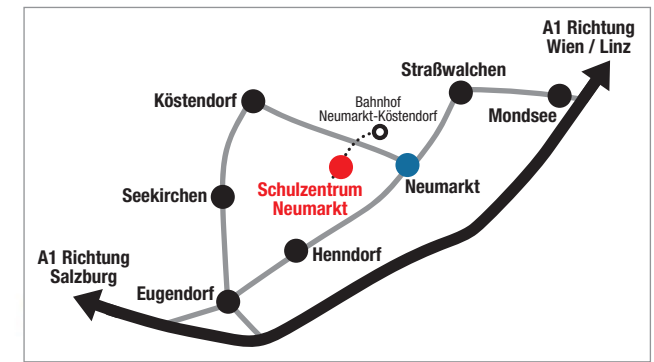 A1 Richtung
Wien / Linz
Straßwalchen
Köstendorf
Bahnhof
Neumarkt-Köstendorf
Mondsee
Schulzentrum
Neumarkt
Neumarkt
Seekirchen
Henndorf
A1 Richtung
Salzburg
Eugendorf